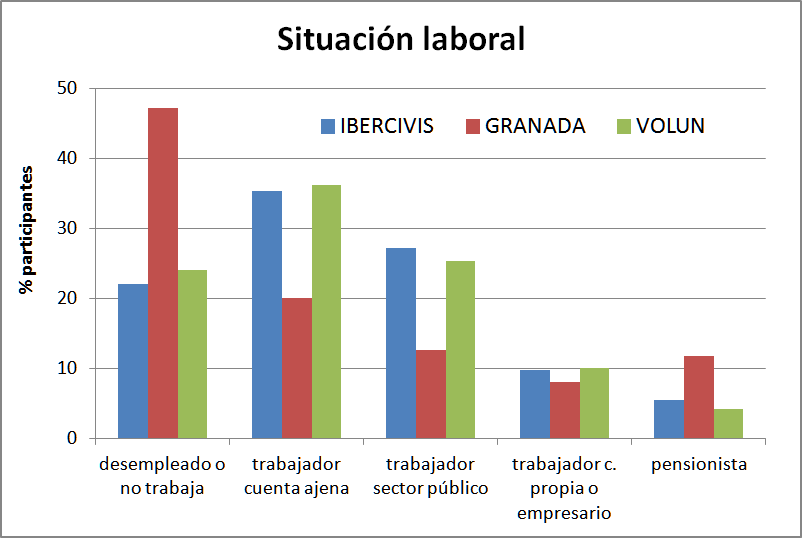 Situación laboral
50
40
30
20
10
0
% participantes
IBERCIVIS GRANADA VOLUN
desempleado o
no trabaja
trabajador
cuenta ajena
trabajador
sector público
trabajador c.
propia o
empresario
pensionista